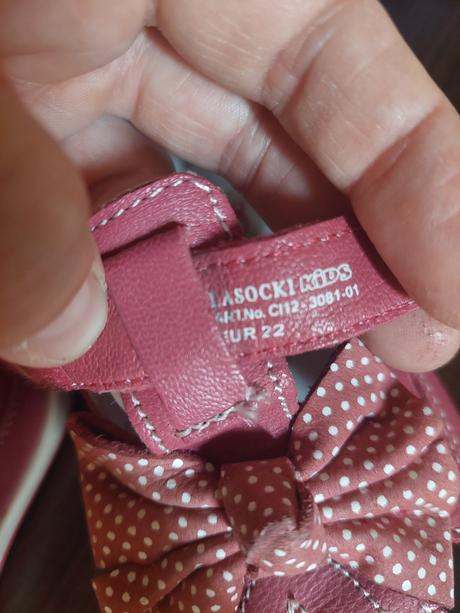 LASOCKI KiDS
ART.No. CI12-3081-01
EUR 22